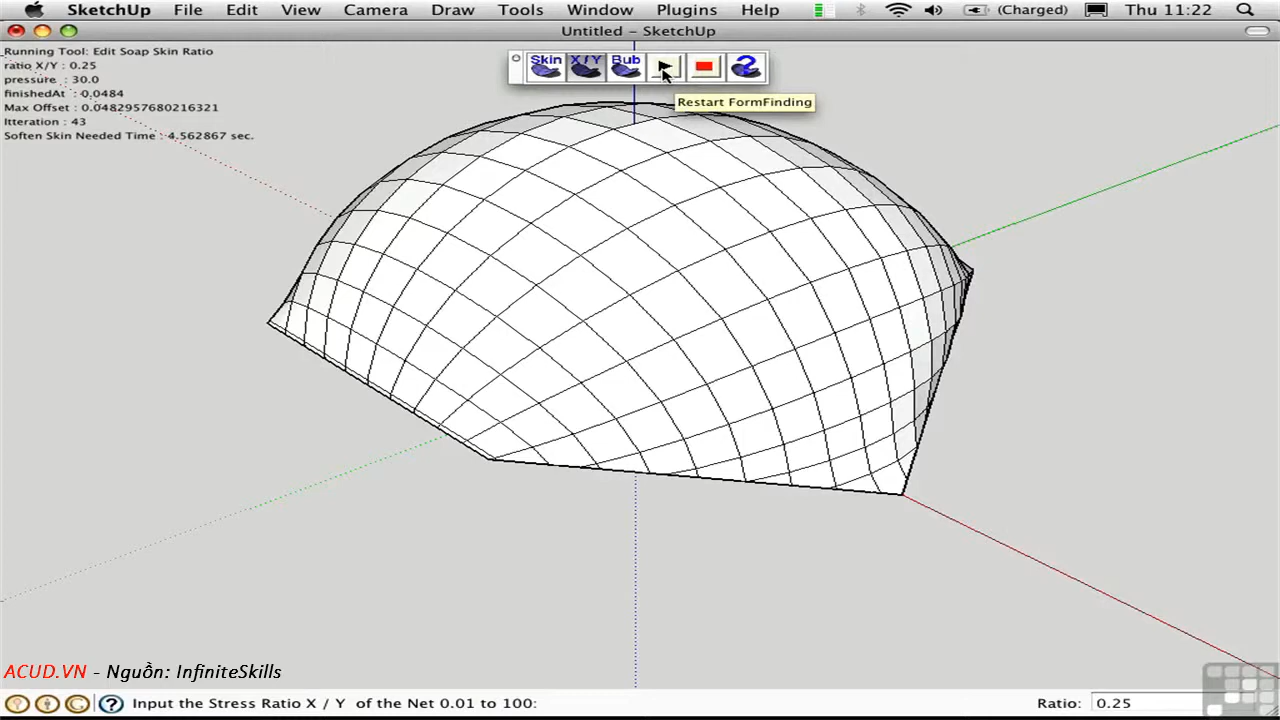 SketchUp File Edit View Camera Draw Tools Window Plugins Help (Charged) Thu 11:22
Untitled – SketchUp
Running Tool: Edit Soap Skin Ratio
ratio X/Y : 0.25
pressure : 30.0
finishedAt : 0.0484
Max Offset : 0.0482957680216321
Itteration : 43
Soften Skin Needed Time : 4.562867 sec.
Skin X/Y Bub ?
Restart FormFinding
ACUD.VN - Nguồn: InfiniteSkills
Input the Stress Ratio X / Y of the Net 0.01 to 100: Ratio: 0.25